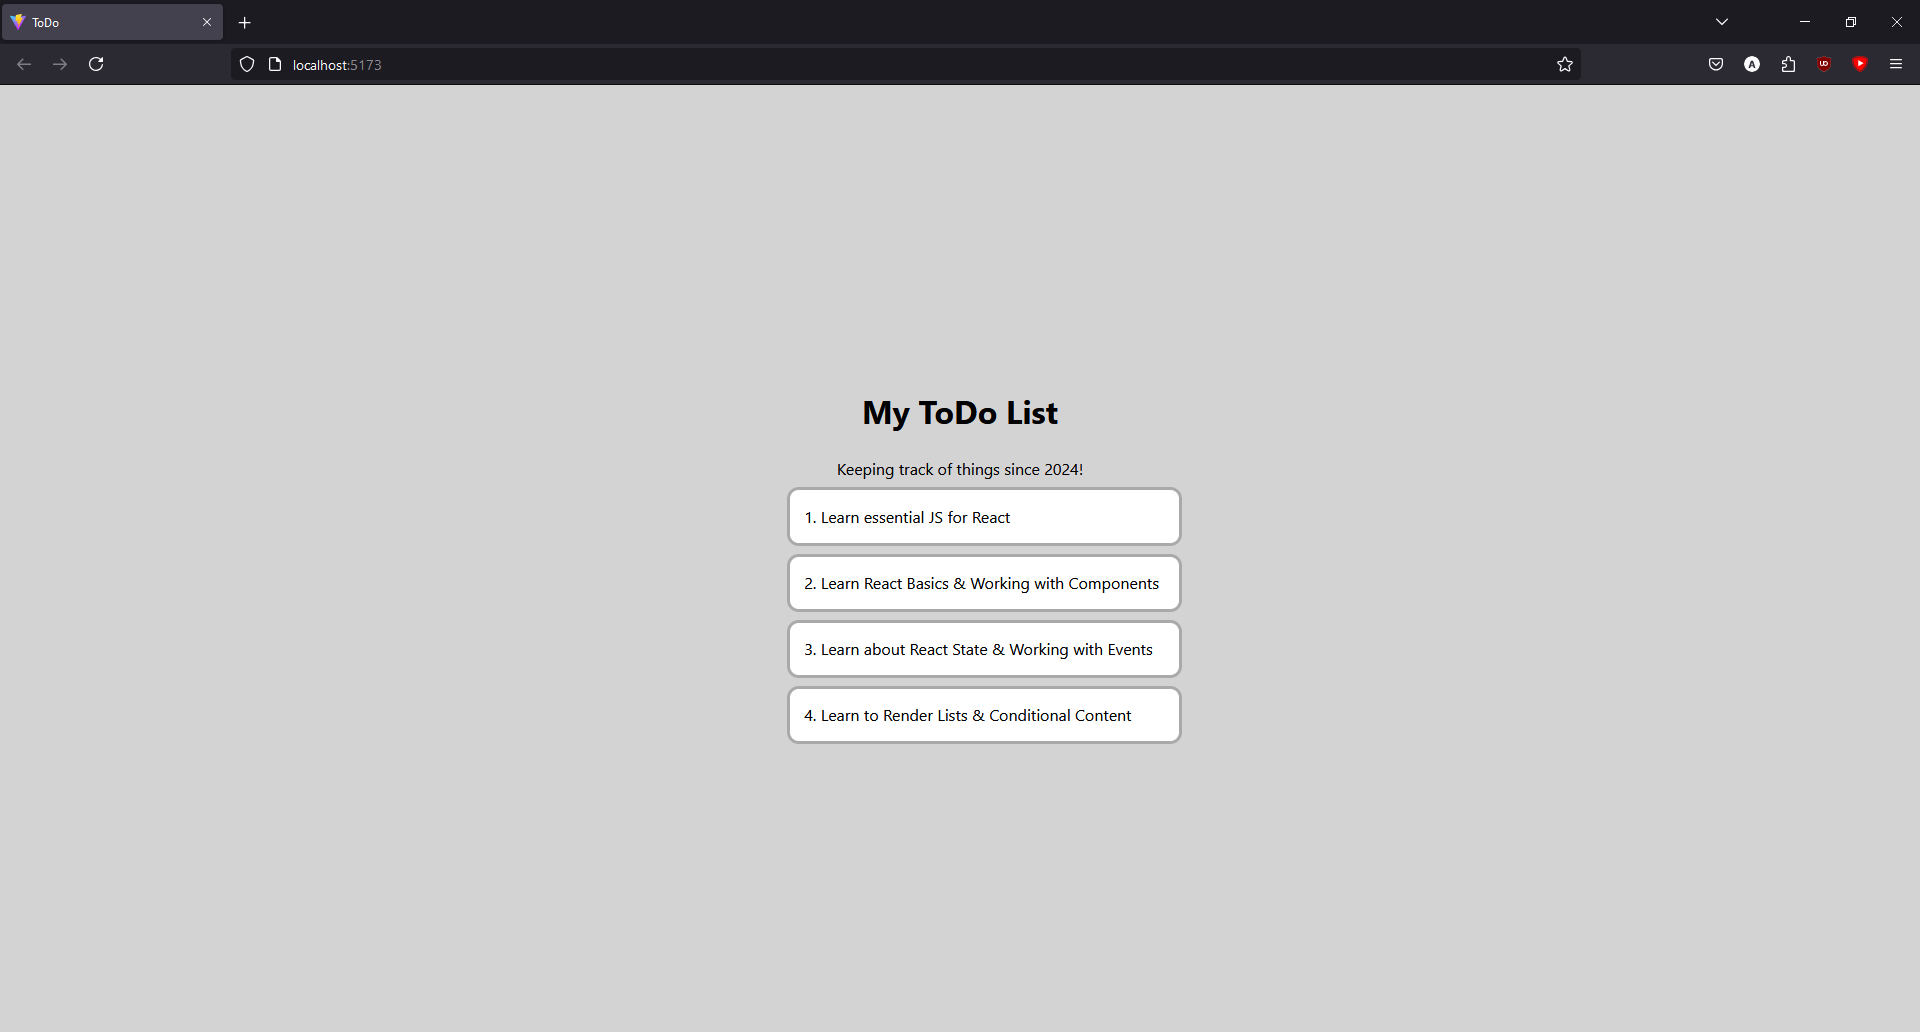 ToDo
localhost:5173
My ToDo List
Keeping track of things since 2024!
1. Learn essential JS for React
2. Learn React Basics & Working with Components
3. Learn about React State & Working with Events
4. Learn to Render Lists & Conditional Content
A
UO